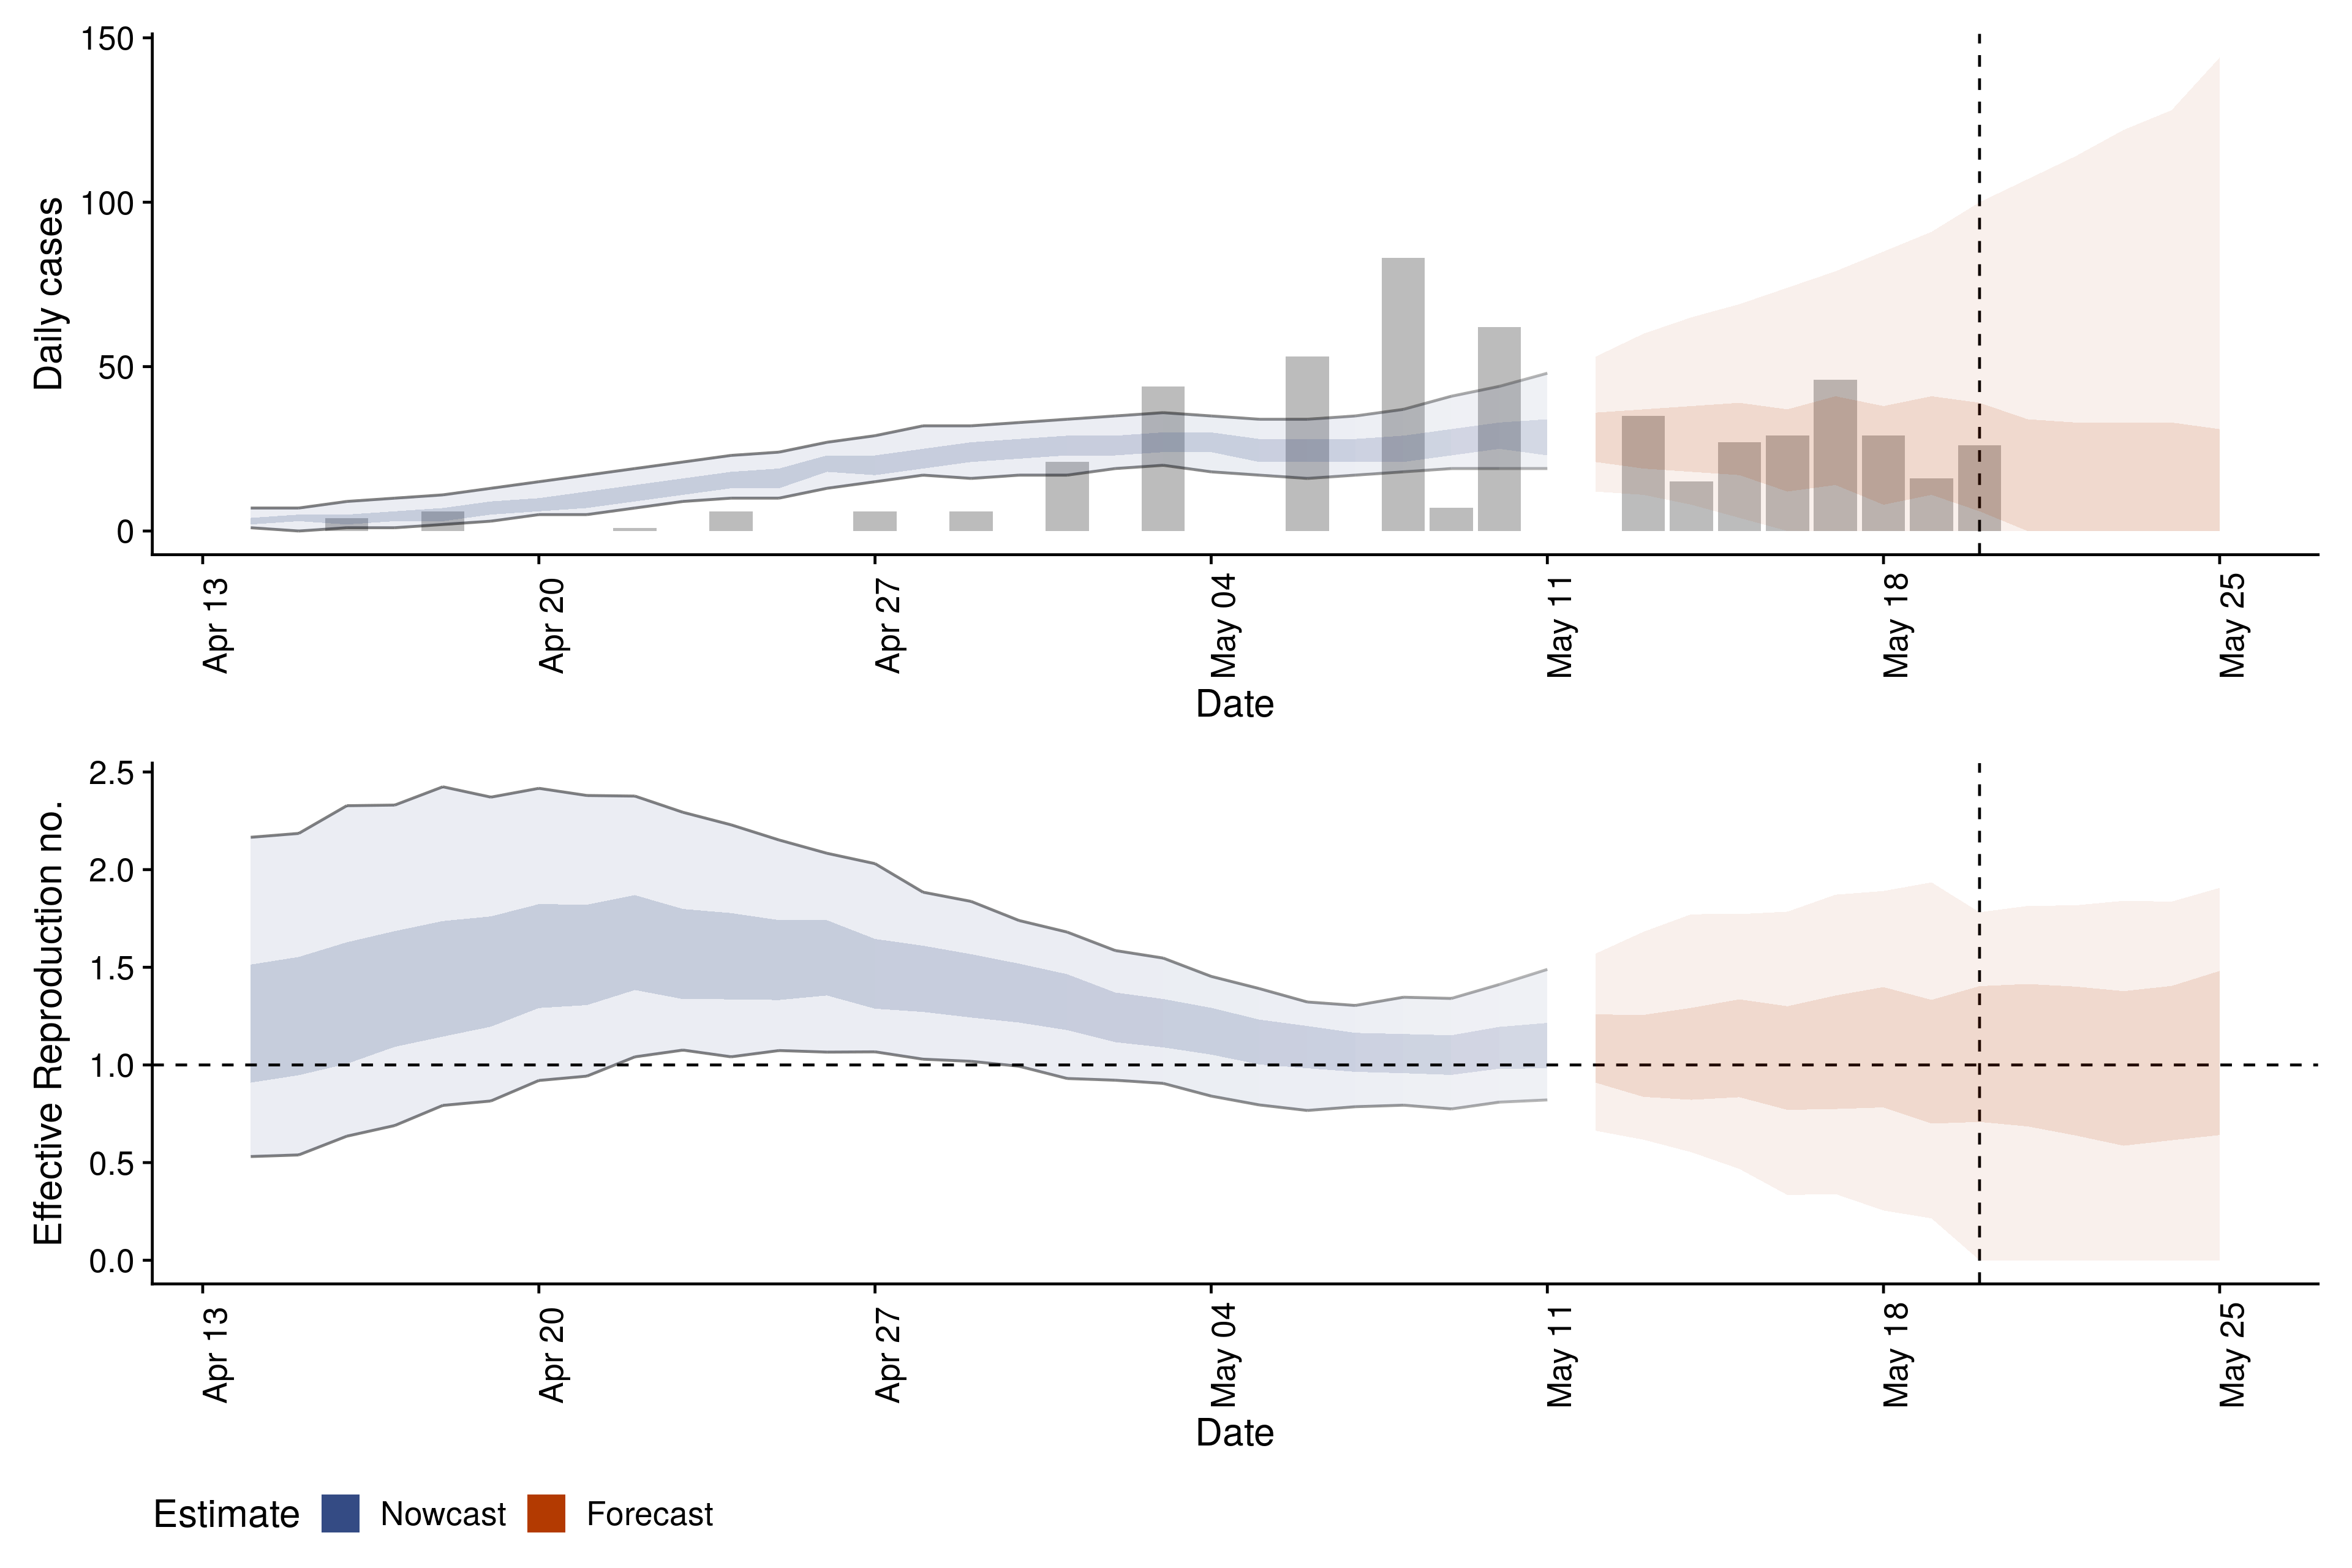 150
100
50
0
Daily cases
Apr 13
Apr 20
Apr 27
May 04
May 11
May 18
May 25
Date
2.5
2.0
1.5
1.0
0.5
0.0
Effective Reproduction no.
Apr 13
Apr 20
Apr 27
May 04
May 11
May 18
May 25
Date
Estimate Nowcast Forecast